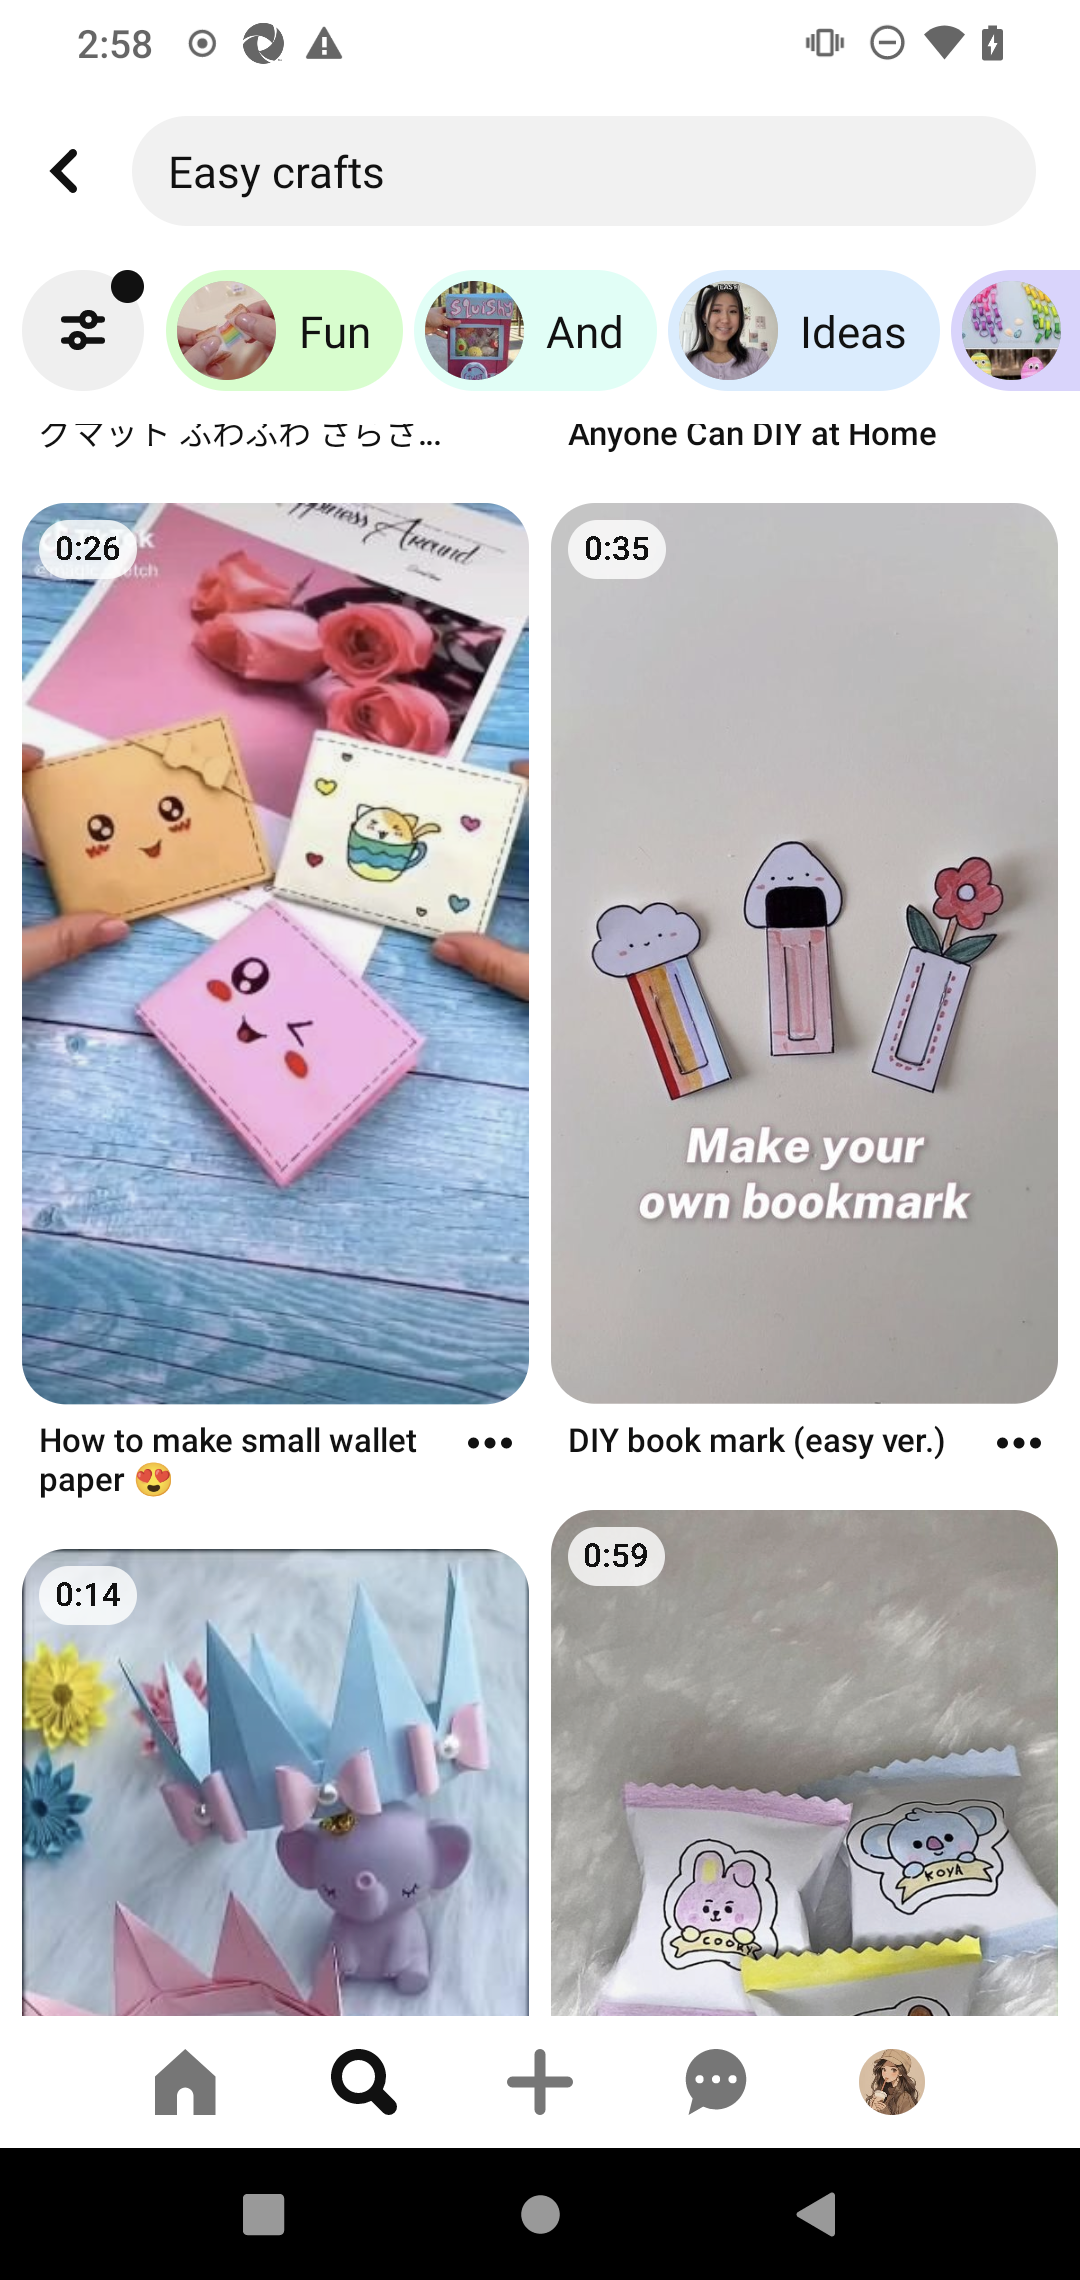 2:58
Easy crafts
Fun
And
Ideas
クマット ふわふわ さらさ...
Anyone Can DIY at Home
0:26
Around
0:35
Make your
own bookmark
How to make small wallet
paper 😍
DIY book mark (easy ver.)
0:14
0:59
KOYA
COOKY